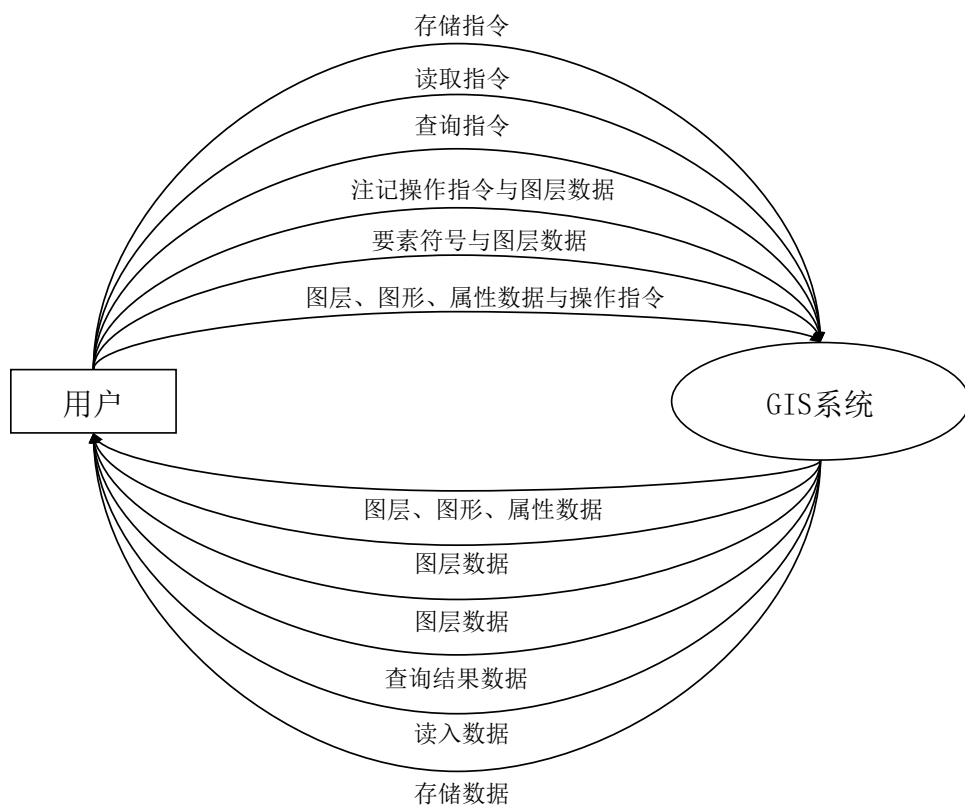 存储指令
读取指令
查询指令
注记操作指令与图层数据
要素符号与图层数据
图层、图形、属性数据与操作指令
用户
GIS系统
图层、图形、属性数据
图层数据
图层数据
查询结果数据
读入数据
存储数据